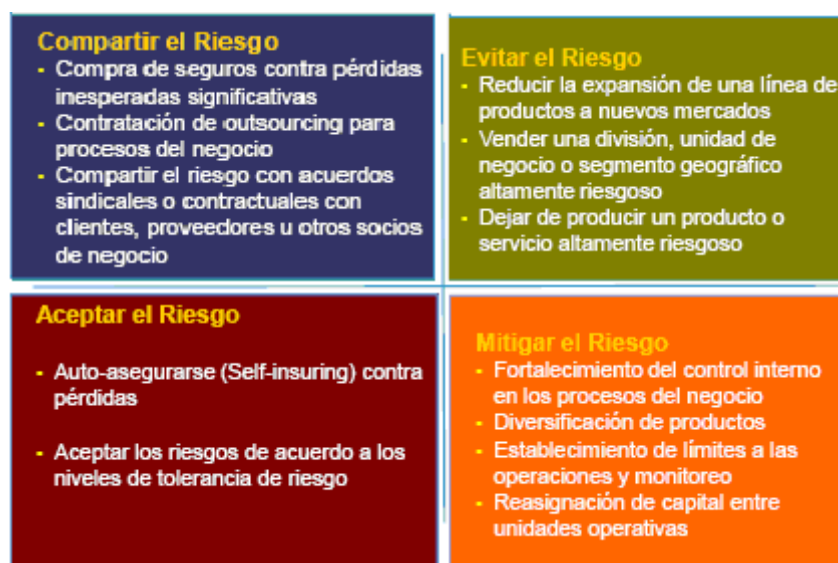 Compartir el Riesgo
- Compra de seguros contra pérdidas
inesperadas significativas
- Contratación de outsourcing para
procesos del negocio
- Compartir el riesgo con acuerdos
sindicales o contractuales con
clientes, proveedores u otros socios
de negocio
Evitar el Riesgo
- Reducir la expansión de una línea de
productos a nuevos mercados
- Vender una división, unidad de
negocio o segmento geográfico
altamente riesgoso
- Dejar de producir un producto o
servicio altamente riesgoso
Aceptar el Riesgo
- Auto-asegurarse (Self-insuring) contra
pérdidas
- Aceptar los riesgos de acuerdo a los
niveles de tolerancia de riesgo
Mitigar el Riesgo
- Fortalecimiento del control interno
en los procesos del negocio
- Diversificación de productos
- Establecimiento de límites a las
operaciones y monitoreo
- Reasignación de capital entre
unidades operativas